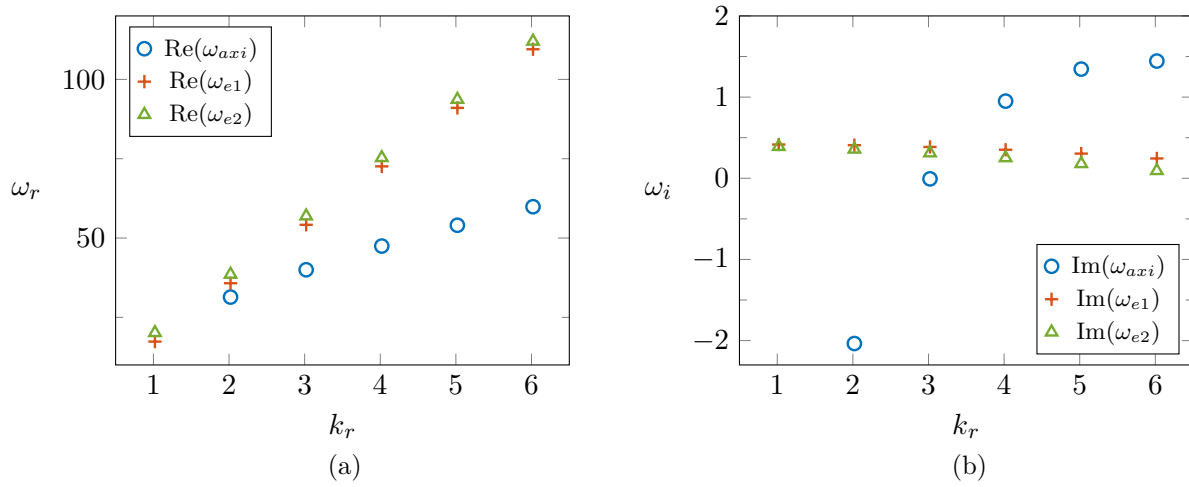 Re(ω_axi)
Re(ω_e1)
Re(ω_e2)
100
50
ω_r
1 2 3 4 5 6
k_r
(a)
2
1
0
−1
−2
ω_i
Im(ω_axi)
Im(ω_e1)
Im(ω_e2)
1 2 3 4 5 6
k_r
(b)